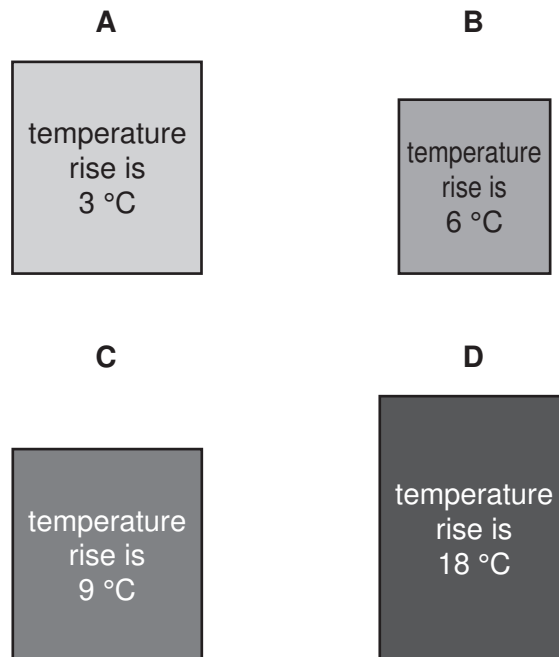 A
temperature
rise is
3 °C
B
temperature
rise is
6 °C
C
temperature
rise is
9 °C
D
temperature
rise is
18 °C